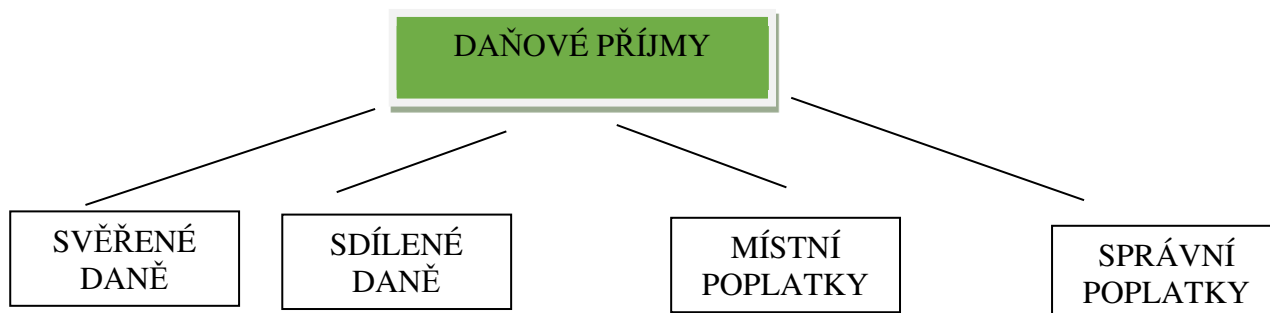 DAŇOVÉ PŘÍJMY
SVĚŘENÉ
DANĚ
SDÍLENÉ
DANĚ
MÍSTNÍ
POPLATKY
SPRÁVNÍ
POPLATKY